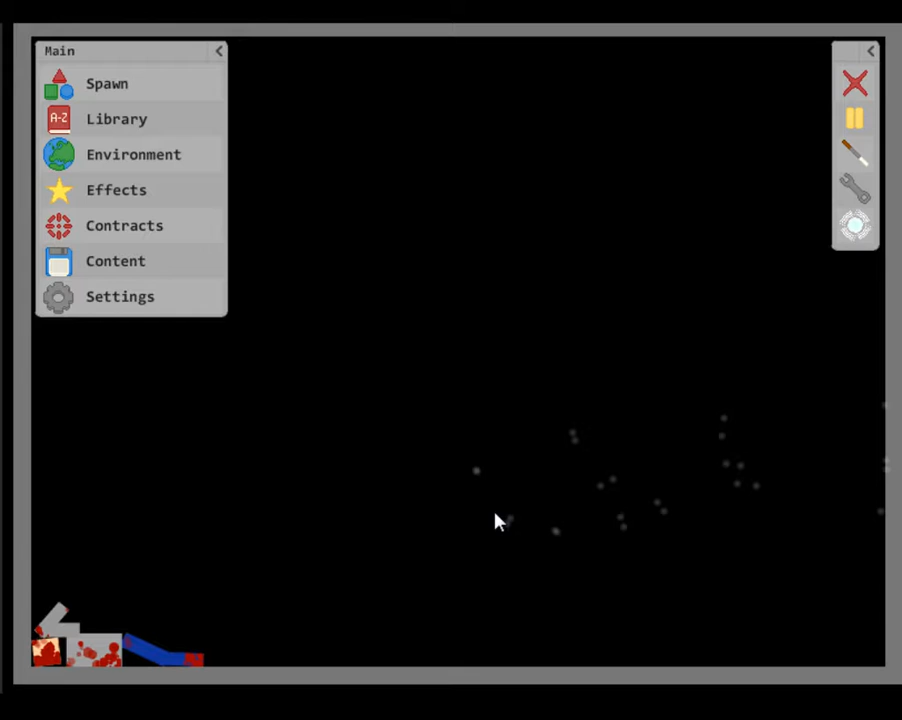 Main
Spawn
A-Z
Library
Environment
Effects
Contracts
Content
Settings